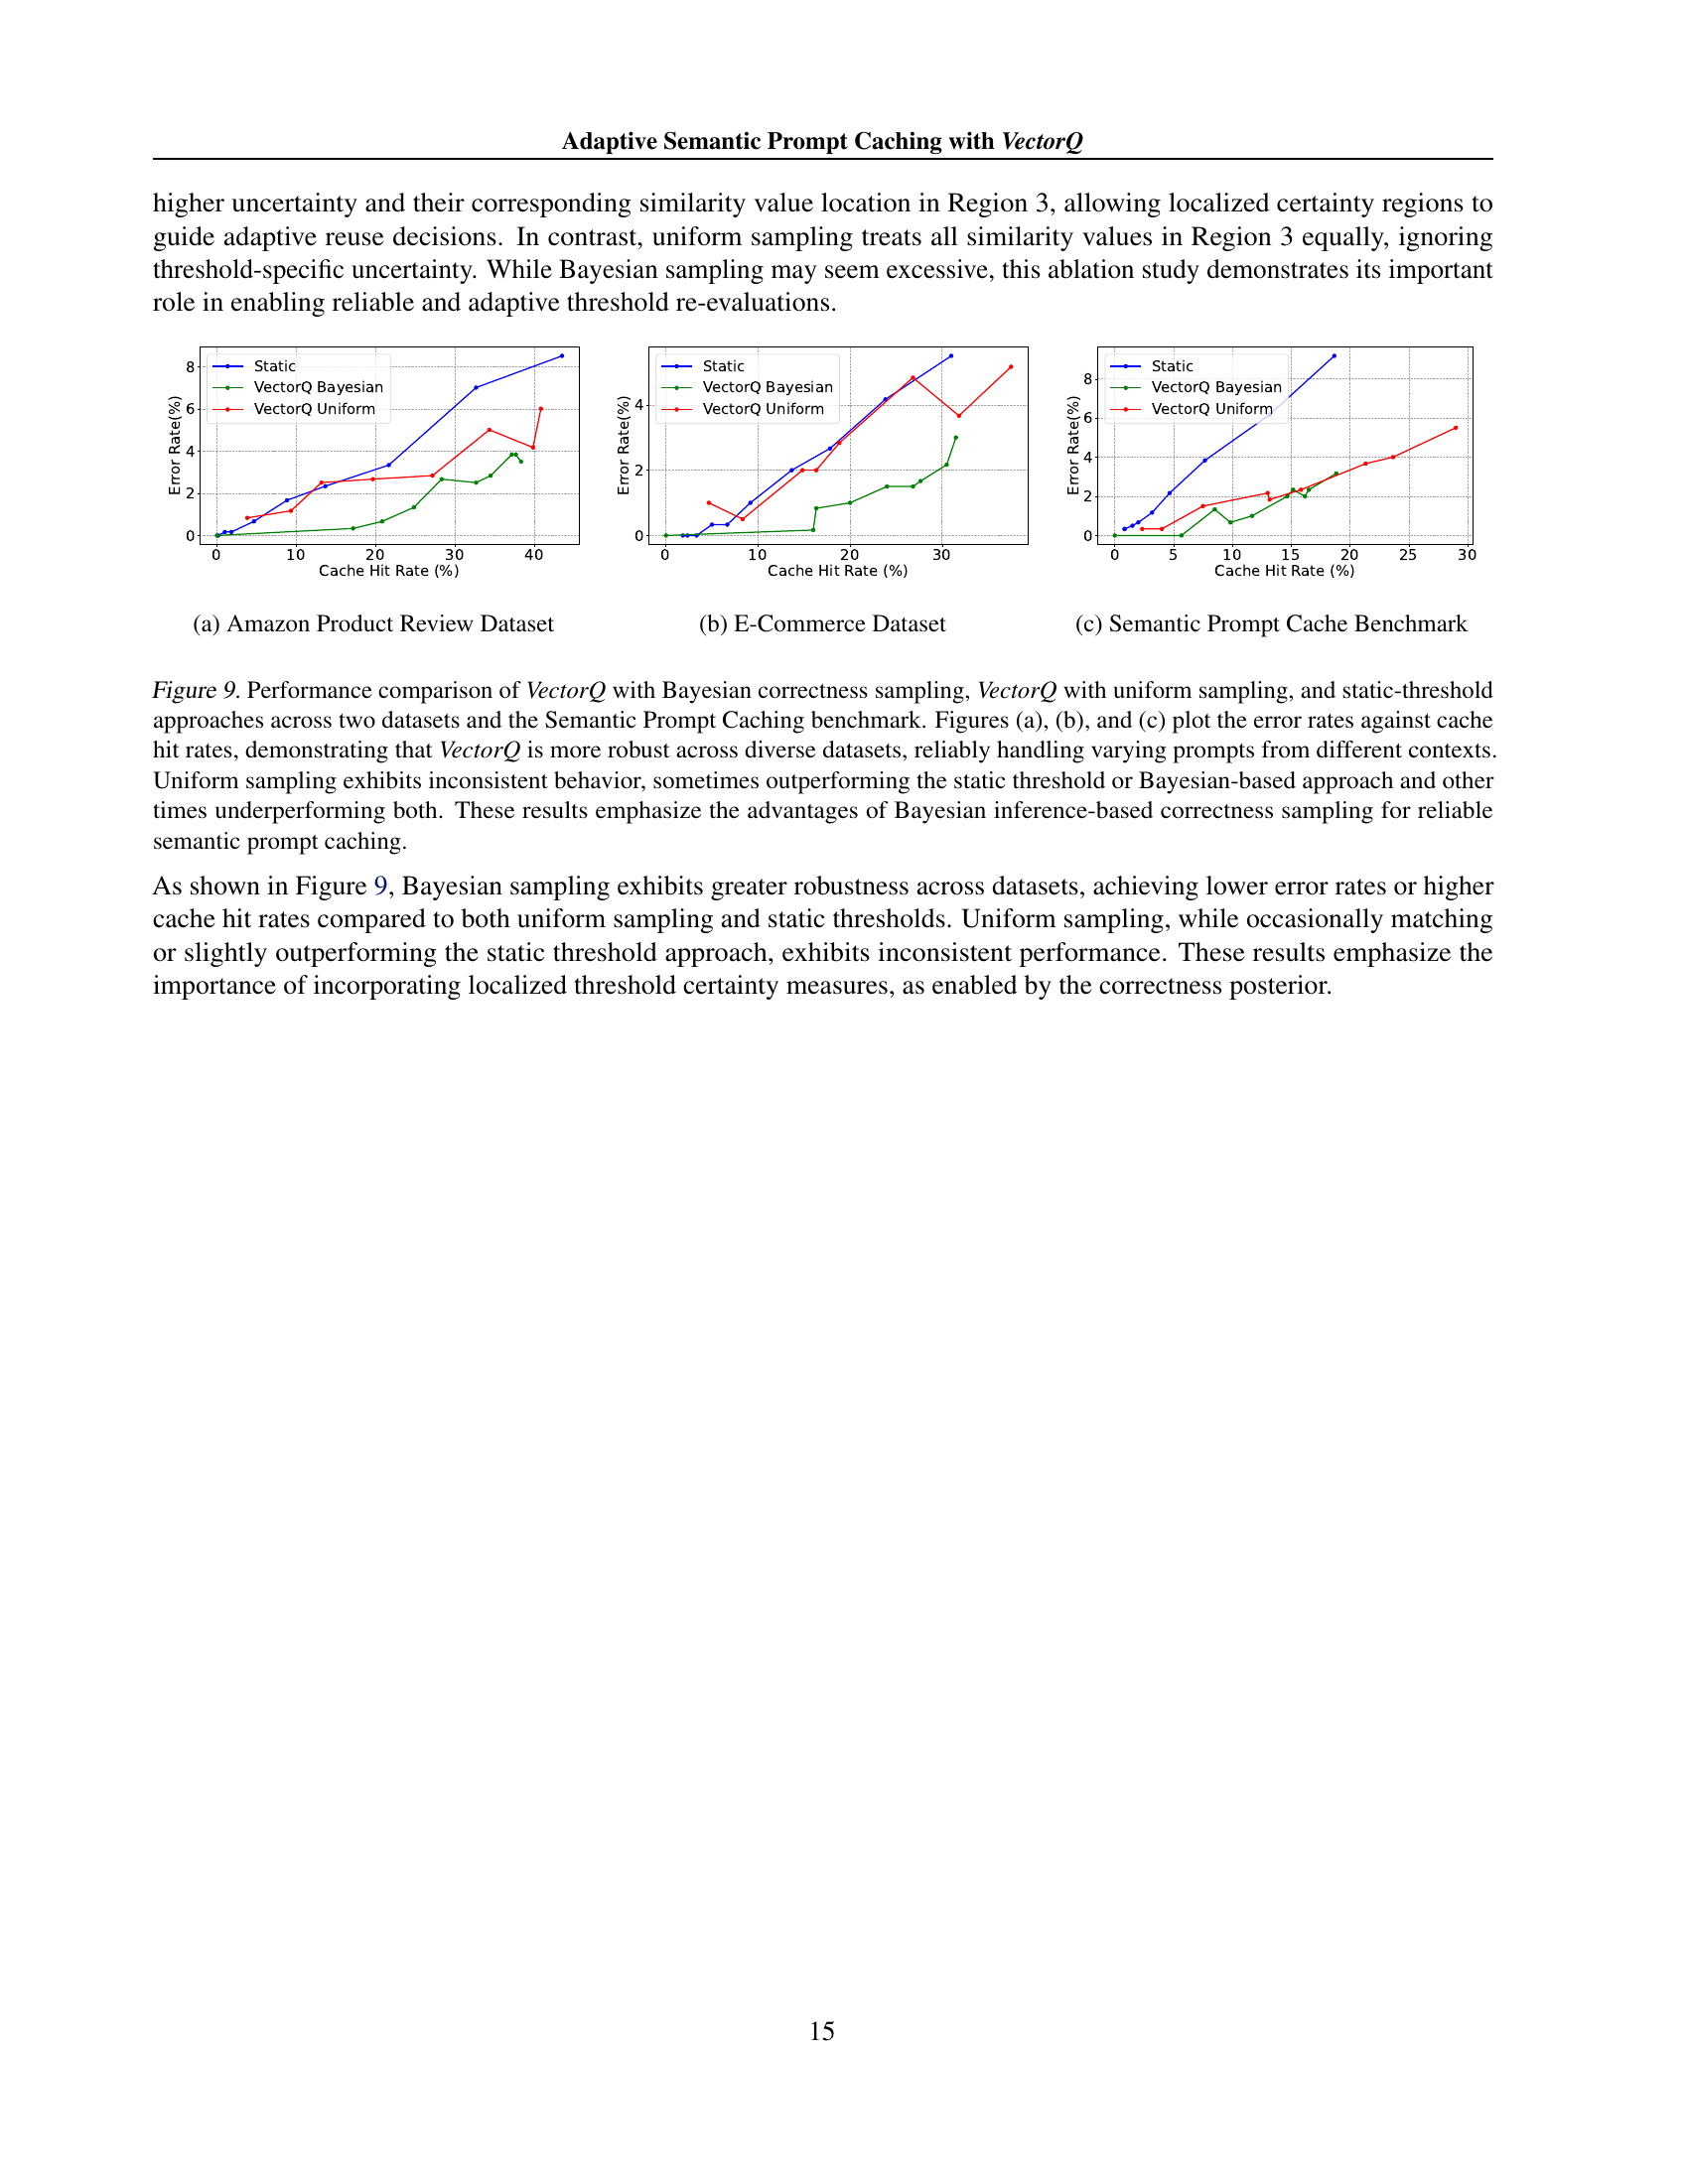 Adaptive Semantic Prompt Caching with VectorQ
higher uncertainty and their corresponding similarity value location in Region 3, allowing localized certainty regions to
guide adaptive reuse decisions. In contrast, uniform sampling treats all similarity values in Region 3 equally, ignoring
threshold-specific uncertainty. While Bayesian sampling may seem excessive, this ablation study demonstrates its important
role in enabling reliable and adaptive threshold re-evaluations.
Static
VectorQ Bayesian
VectorQ Uniform
8
6
4
2
0
Error Rate(%)
0 10 20 30 40
Cache Hit Rate (%)
(a) Amazon Product Review Dataset
Static
VectorQ Bayesian
VectorQ Uniform
4
2
0
Error Rate(%)
0 10 20 30
Cache Hit Rate (%)
(b) E-Commerce Dataset
Static
VectorQ Bayesian
VectorQ Uniform
8
6
4
2
0
Error Rate(%)
0 5 10 15 20 25 30
Cache Hit Rate (%)
(c) Semantic Prompt Cache Benchmark
Figure 9. Performance comparison of VectorQ with Bayesian correctness sampling, VectorQ with uniform sampling, and static-threshold
approaches across two datasets and the Semantic Prompt Caching benchmark. Figures (a), (b), and (c) plot the error rates against cache
hit rates, demonstrating that VectorQ is more robust across diverse datasets, reliably handling varying prompts from different contexts.
Uniform sampling exhibits inconsistent behavior, sometimes outperforming the static threshold or Bayesian-based approach and other
times underperforming both. These results emphasize the advantages of Bayesian inference-based correctness sampling for reliable
semantic prompt caching.
As shown in Figure 9, Bayesian sampling exhibits greater robustness across datasets, achieving lower error rates or higher
cache hit rates compared to both uniform sampling and static thresholds. Uniform sampling, while occasionally matching
or slightly outperforming the static threshold approach, exhibits inconsistent performance. These results emphasize the
importance of incorporating localized threshold certainty measures, as enabled by the correctness posterior.
15